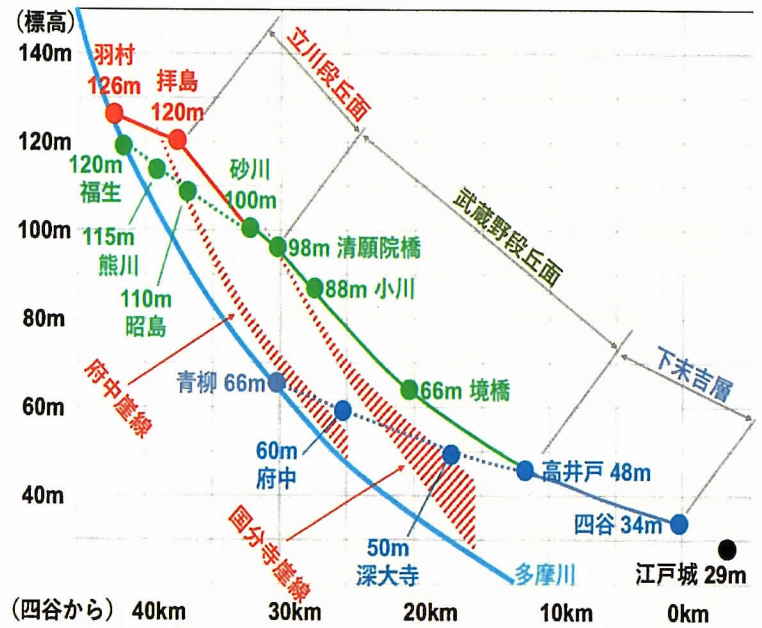 (標高)
140m
120m
100m
80m
60m
40m
羽村
126m
拝島
120m
立川段丘面
砂川
100m
武蔵野段丘面
120m
福生
115m
熊川
110m
昭島
98m 清願院橋
88m 小川
下末吉層
府中崖線
青柳 66m
66m 境橋
60m
府中
高井戸 48m
国分寺崖線
50m
深大寺
四谷 34m
多摩川
江戸城 29m
(四谷から)
40km
30km
20km
10km
0km